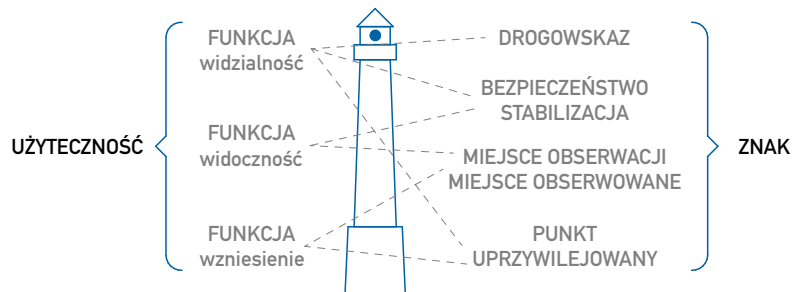 FUNKCJA
widzialność
DROGOWSKAZ
BEZPIECZEŃSTWO
STABILIZACJA
UŻYTECZNOŚĆ
FUNKCJA
widoczność
MIEJSCE OBSERWACJI
MIEJSCE OBSERWOWANE
ZNAK
FUNKCJA
wzniesienie
PUNKT
UPRZYWILEJOWANY